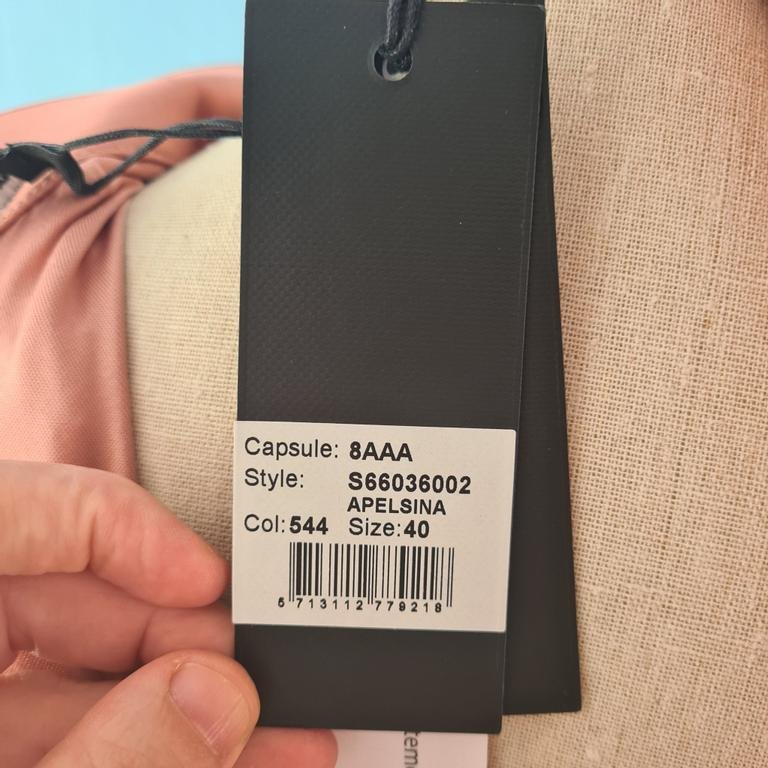 Capsule: 8AAA
Style: S66036002
APELSINA
Col:544 Size:40
5 713112 779218